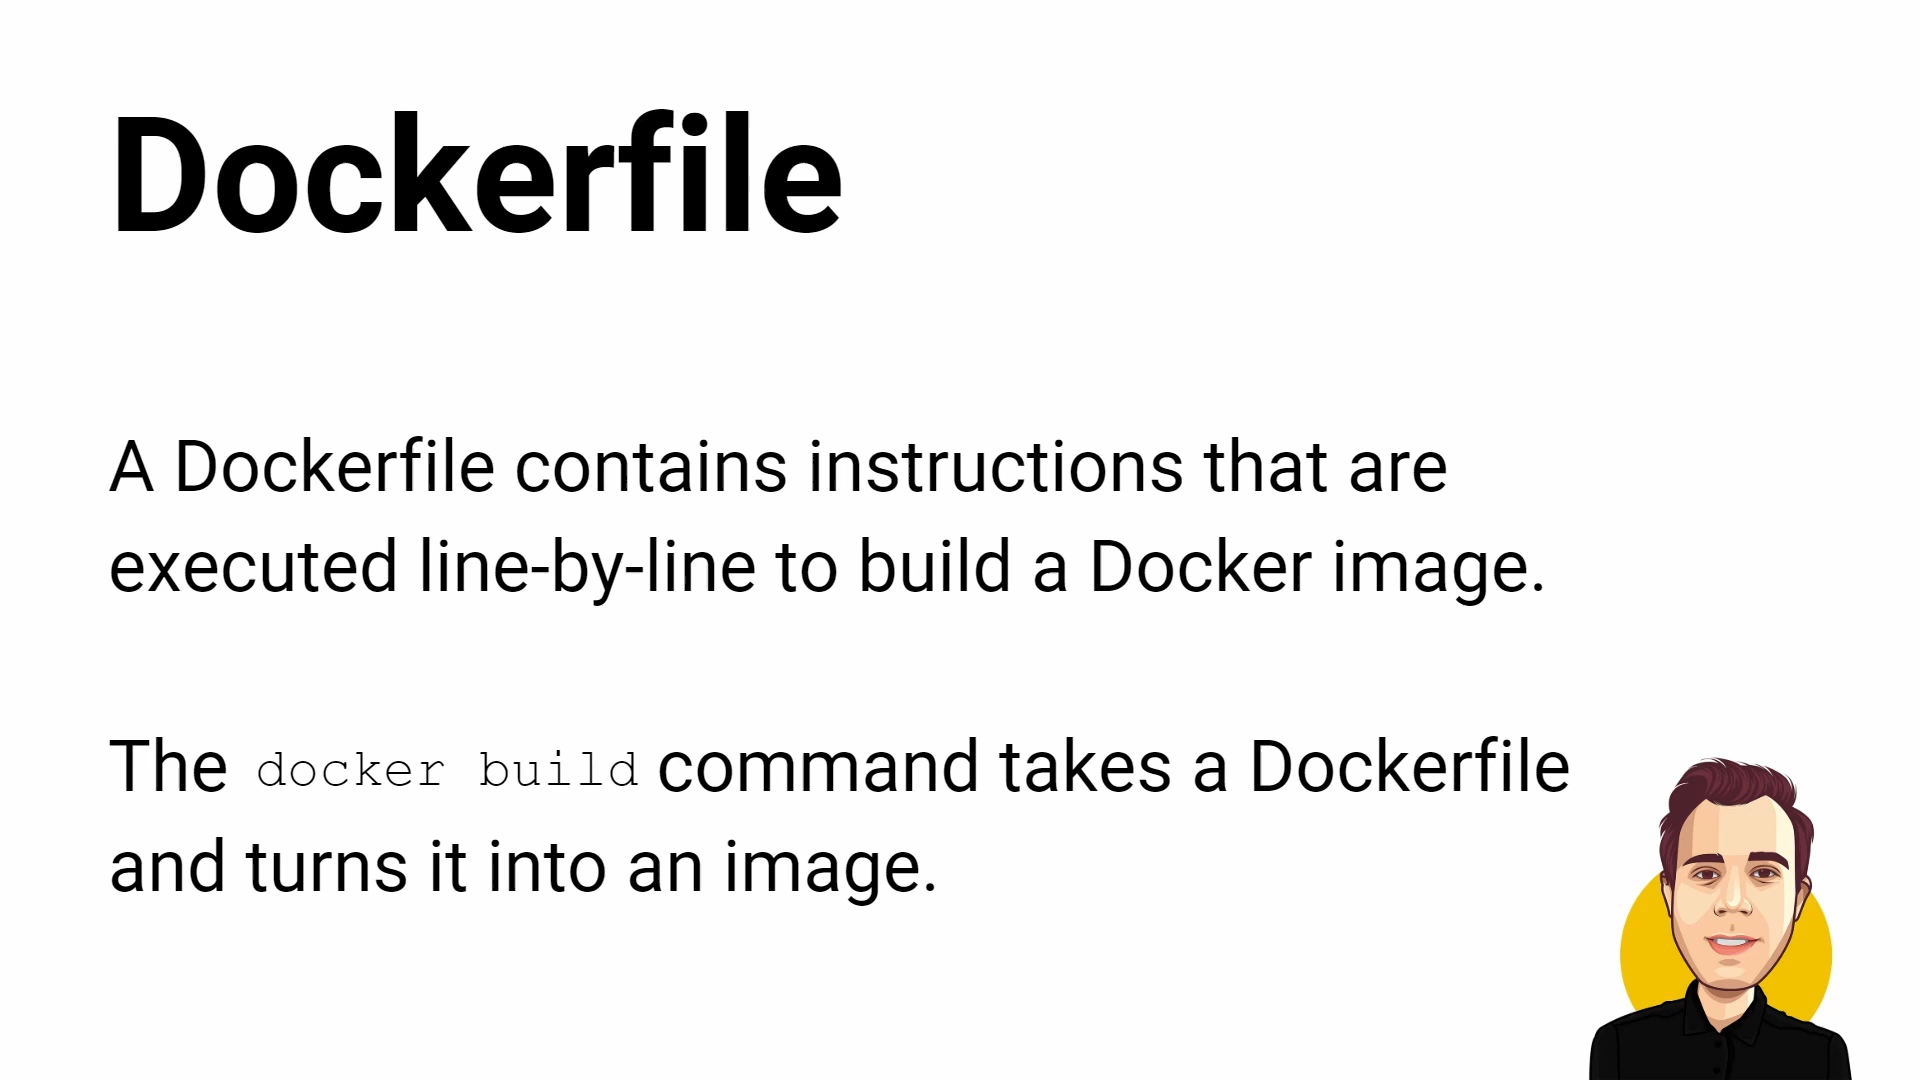 Dockerfile
A Dockerfile contains instructions that are
executed line-by-line to build a Docker image.
The docker build command takes a Dockerfile
and turns it into an image.